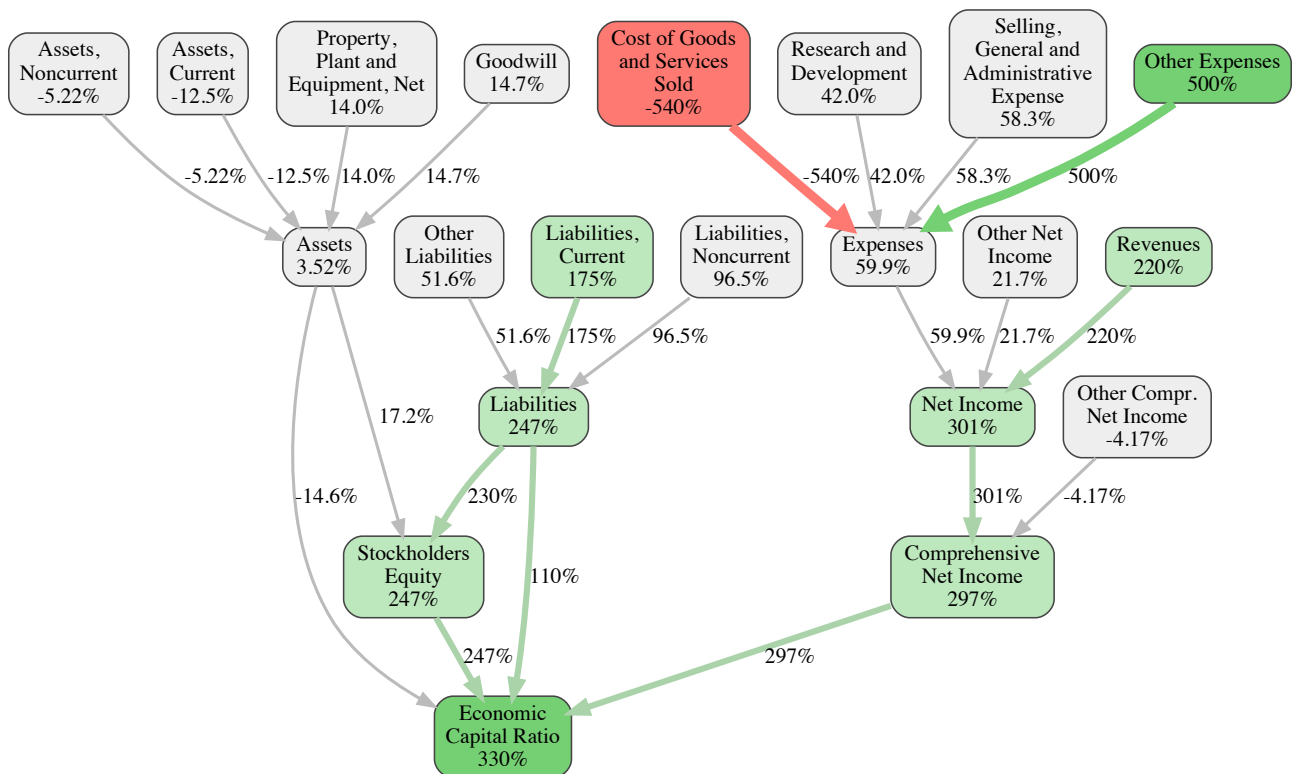 Assets,
Noncurrent
-5.22%
Assets,
Current
-12.5%
Property,
Plant and
Equipment, Net
14.0%
Goodwill
14.7%
Cost of Goods
and Services
Sold
-540%
Research and
Development
42.0%
Selling,
General and
Administrative
Expense
58.3%
Other Expenses
500%
-5.22%
-12.5%
14.0%
14.7%
-540%
42.0%
58.3%
500%
Assets
3.52%
Other
Liabilities
51.6%
Liabilities,
Current
175%
Liabilities,
Noncurrent
96.5%
Expenses
59.9%
Other Net
Income
21.7%
Revenues
220%
51.6%
175%
96.5%
59.9%
21.7%
220%
17.2%
Liabilities
247%
Net Income
301%
Other Compr.
Net Income
-4.17%
-14.6%
230%
301%
-4.17%
Stockholders
Equity
247%
110%
Comprehensive
Net Income
297%
247%
297%
Economic
Capital Ratio
330%